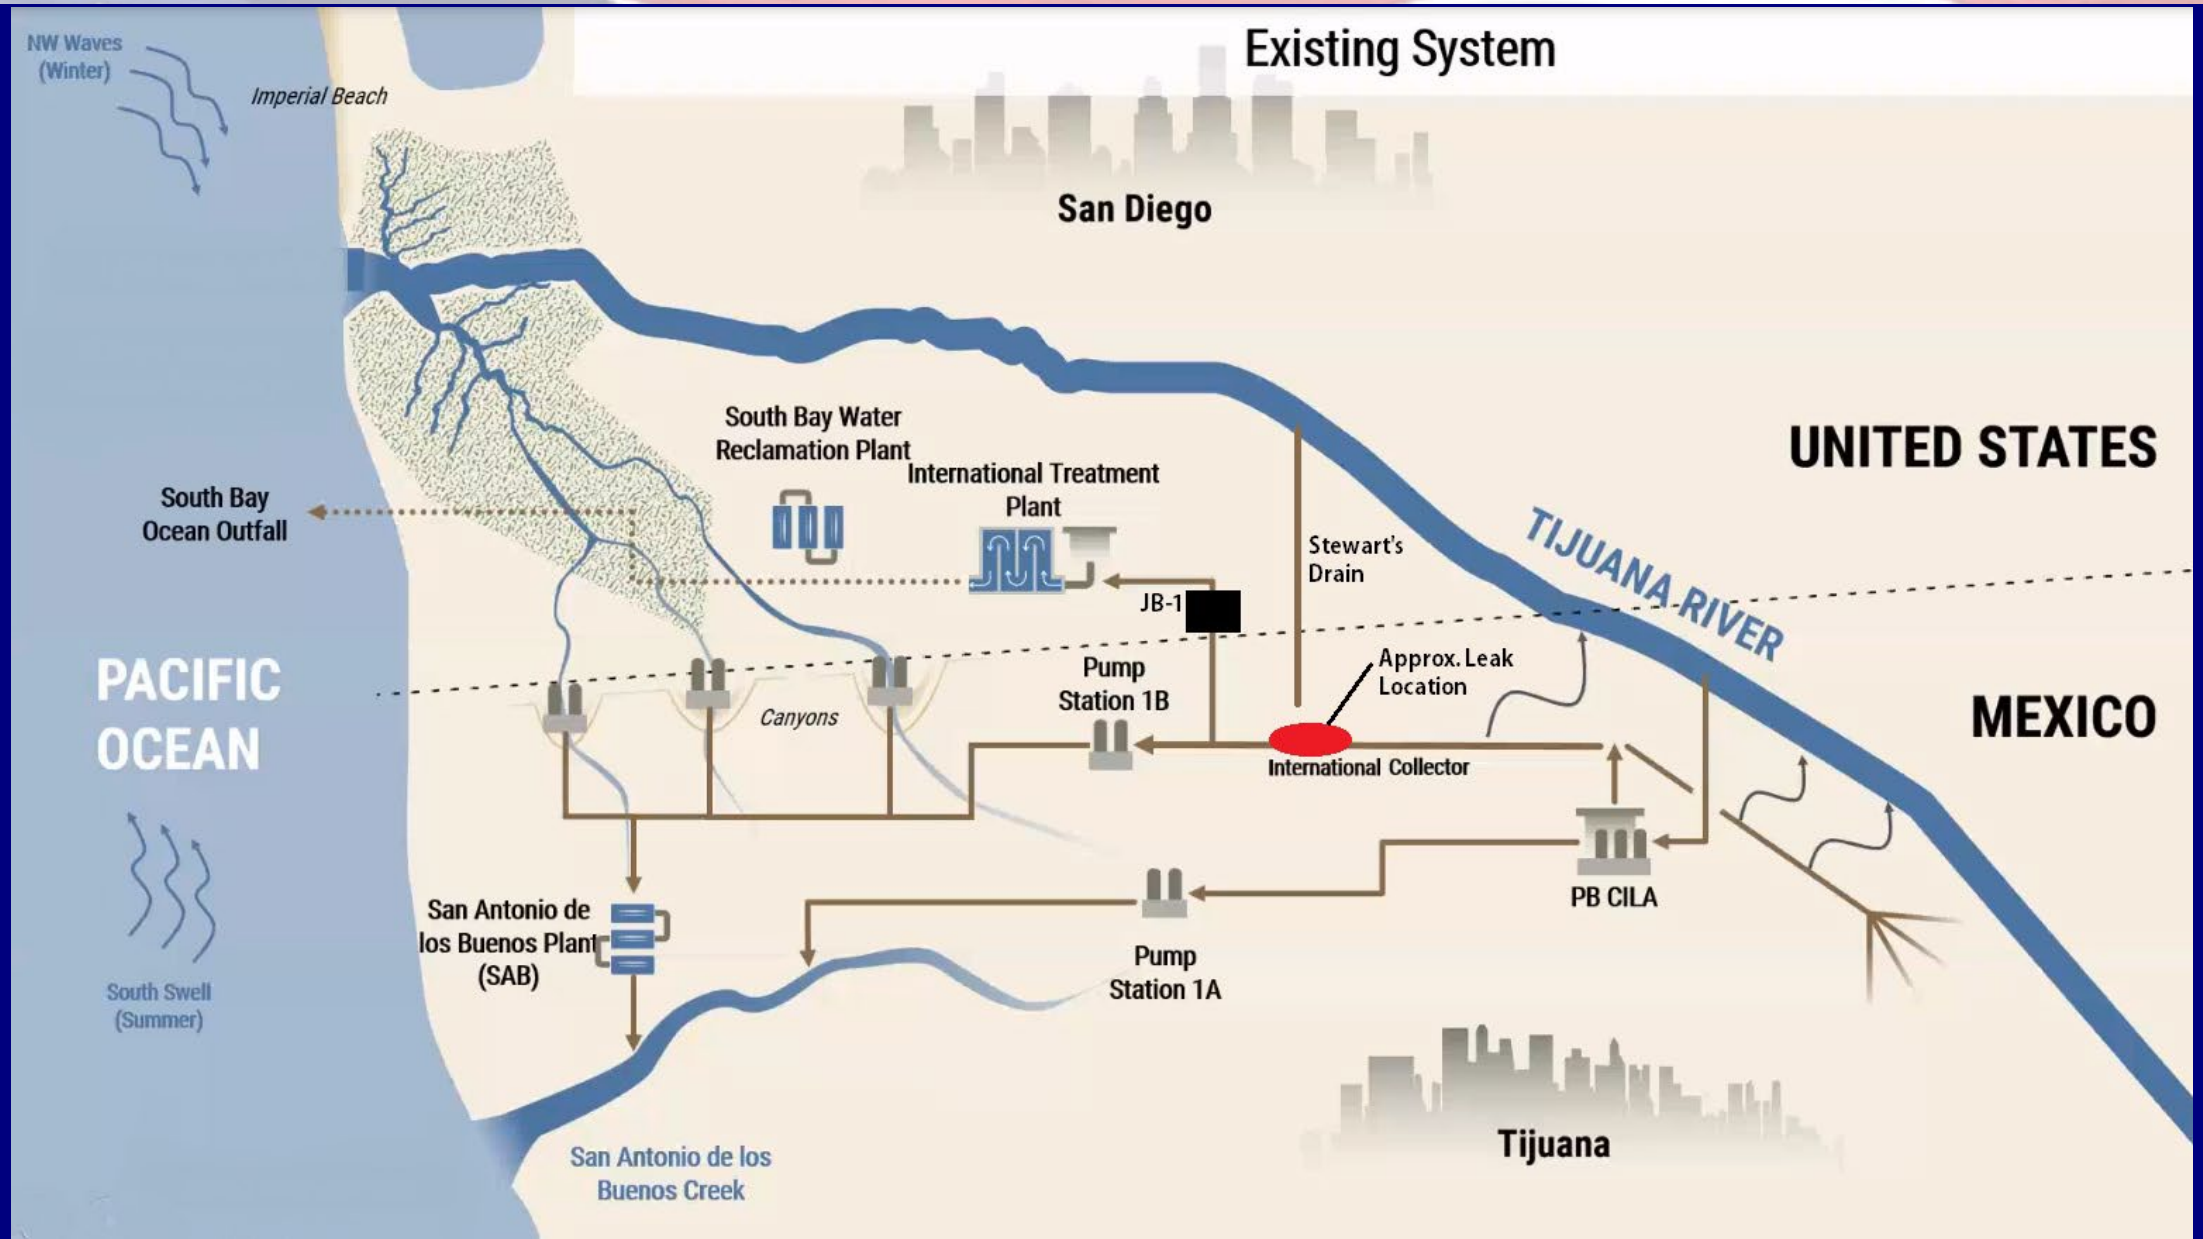 Existing System
NW Waves
(Winter)
Imperial Beach
San Diego
South Bay Water
Reclamation Plant
International Treatment
Plant
UNITED STATES
South Bay
Ocean Outfall
Stewart's
Drain
TIJUANA RIVER
JB-1
PACIFIC
OCEAN
Pump
Station 1B
Approx. Leak
Location
MEXICO
Canyons
International Collector
PB CILA
San Antonio de
los Buenos Plant
(SAB)
Pump
Station 1A
South Swell
(Summer)
Tijuana
San Antonio de los
Buenos Creek